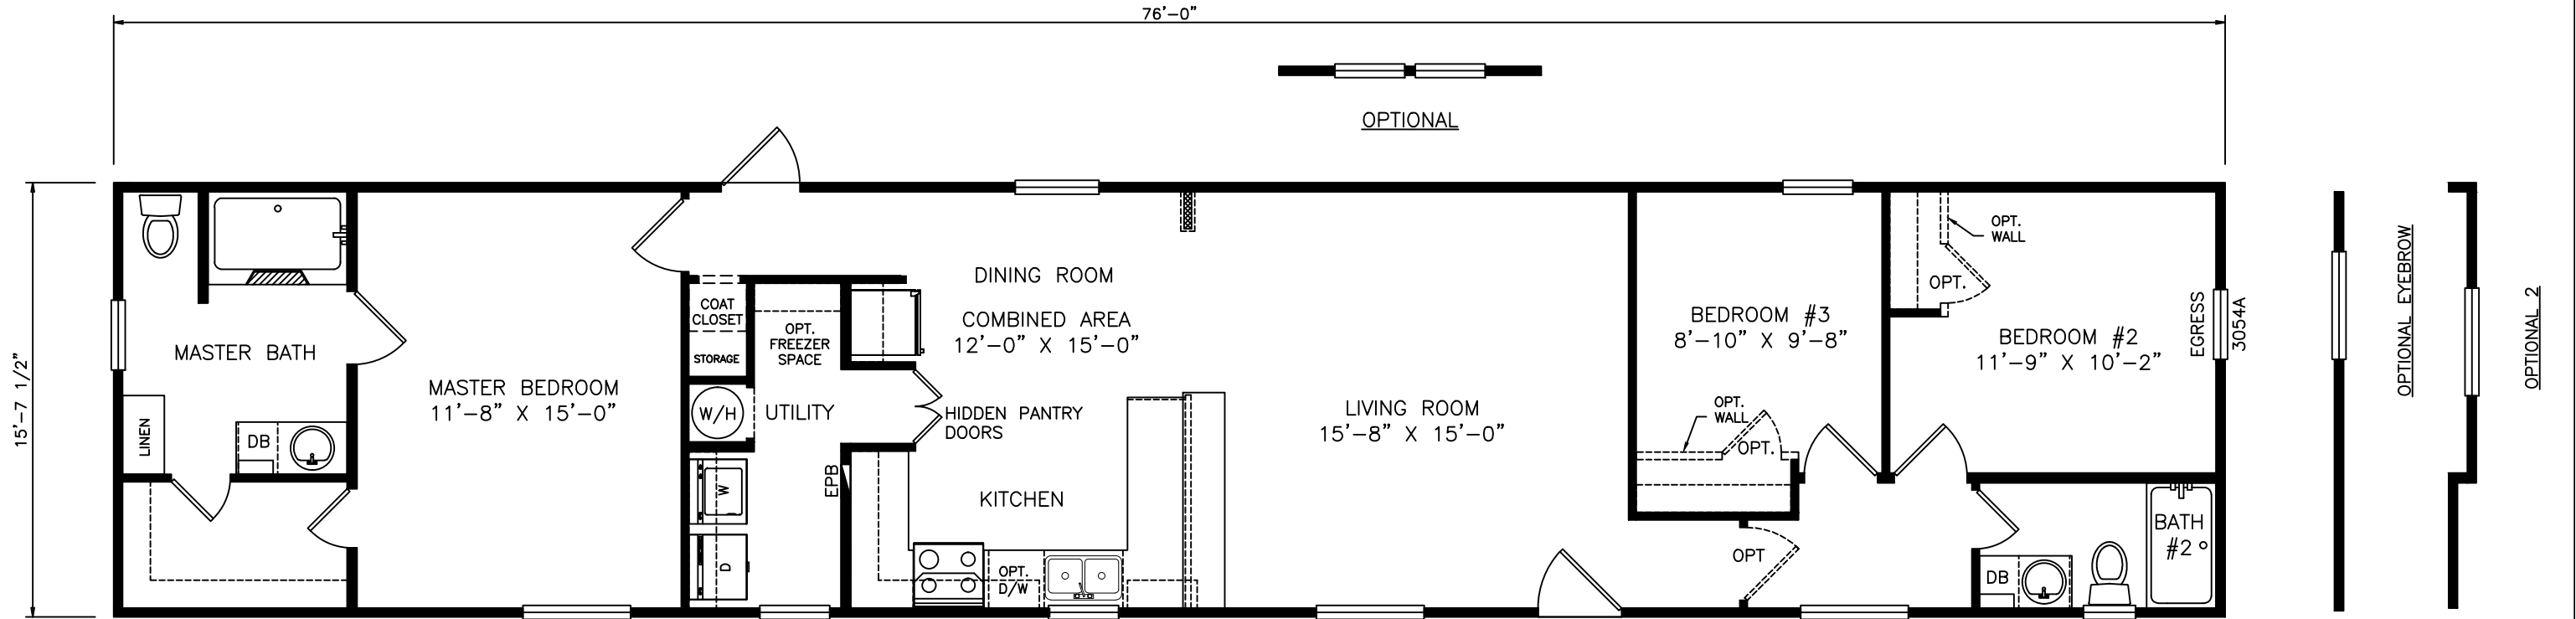 76'-0"
OPTIONAL
15'-7 1/2"
MASTER BATH
LINEN
DB
MASTER BEDROOM
11'-8" X 15'-0"
COAT
CLOSET
STORAGE
W/H
W
D
OPT.
FREEZER
SPACE
UTILITY
EPB
DINING ROOM
COMBINED AREA
12'-0" X 15'-0"
HIDDEN PANTRY
DOORS
KITCHEN
OPT.
D/W
LIVING ROOM
15'-8" X 15'-0"
BEDROOM #3
8'-10" X 9'-8"
OPT.
WALL
OPT.
OPT
OPT.
WALL
OPT.
BEDROOM #2
11'-9" X 10'-2"
EGRESS
3054A
DB
BATH
#2
OPTIONAL EYEBROW
OPTIONAL 2